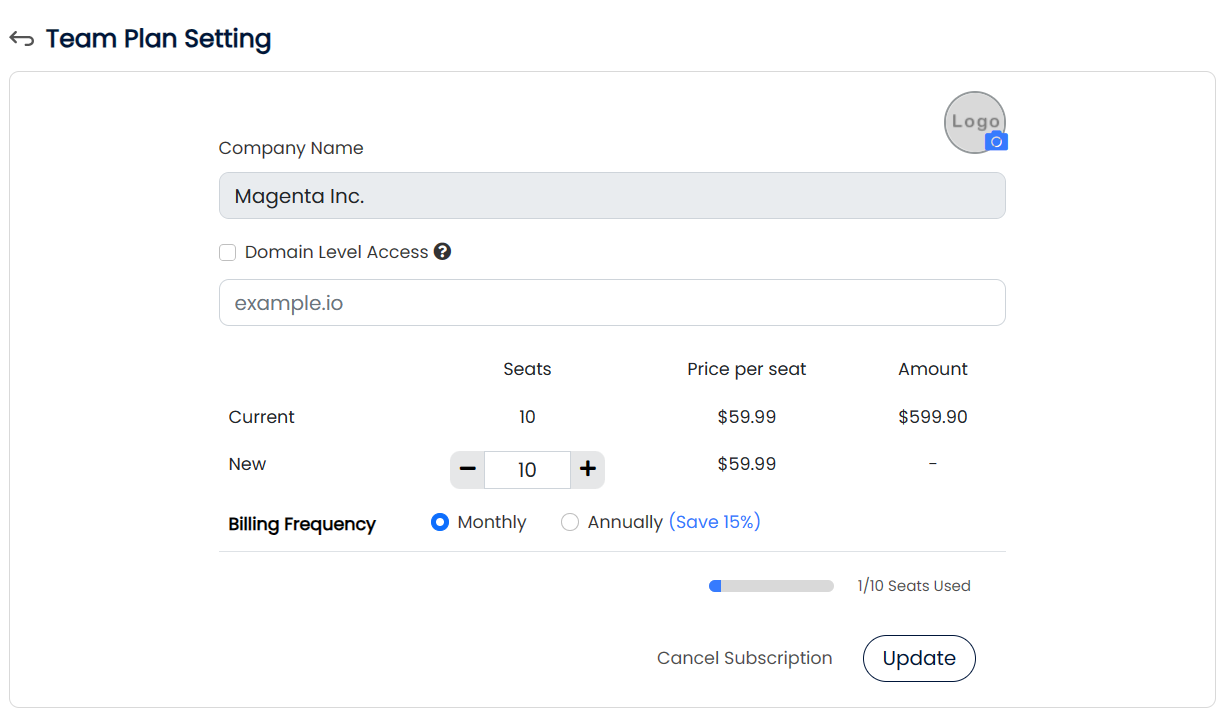 Team Plan Setting
Logo
Company Name
Magenta Inc.
Domain Level Access ?
example.io
Seats Price per seat Amount
Current 10 $59.99 $599.90
New − 10 + $59.99 -
Billing Frequency Monthly Annually (Save 15%)
1/10 Seats Used
Cancel Subscription Update